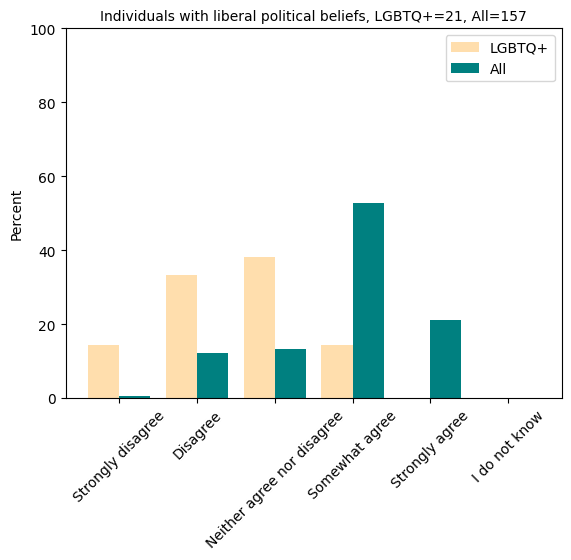 Individuals with liberal political beliefs, LGBTQ+=21, All=157
100
80
60
40
20
0
Percent
LGBTQ+
All
Strongly disagree
Disagree
Neither agree nor disagree
Somewhat agree
Strongly agree
I do not know